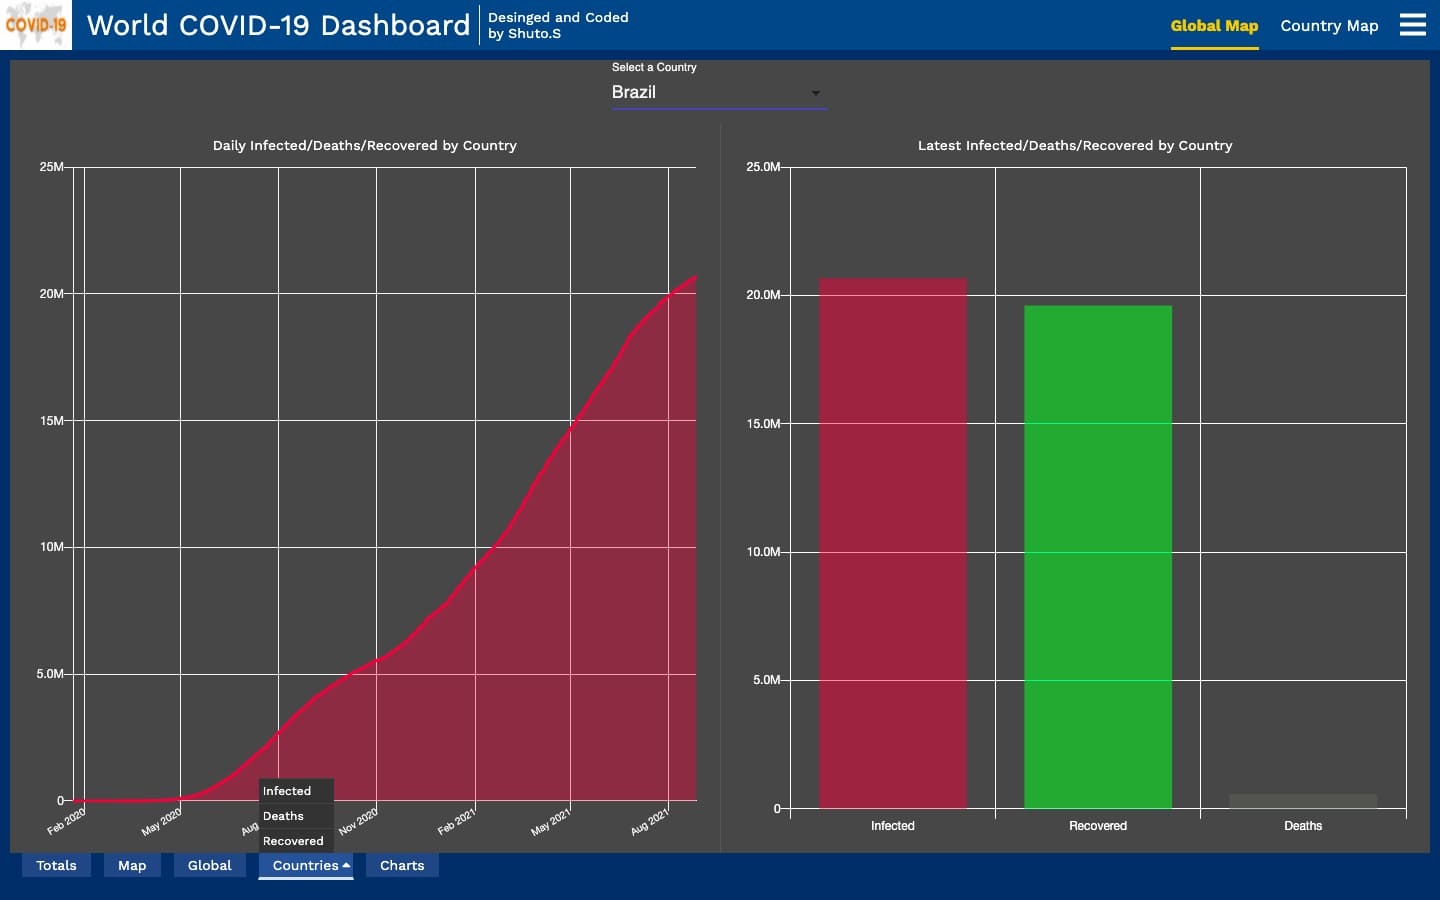 COVID-19
World COVID-19 Dashboard
Desinged and Coded
by Shuto.S
Global Map
Country Map
Select a Country
Brazil
Daily Infected/Deaths/Recovered by Country
25M
20M
15M
10M
5.0M
0
Feb 2020
May 2020
Aug
Nov 2020
Feb 2021
May 2021
Aug 2021
Latest Infected/Deaths/Recovered by Country
25.0M
20.0M
15.0M
10.0M
5.0M
0
Infected
Recovered
Deaths
Infected
Deaths
Recovered
Totals
Map
Global
Countries
Charts